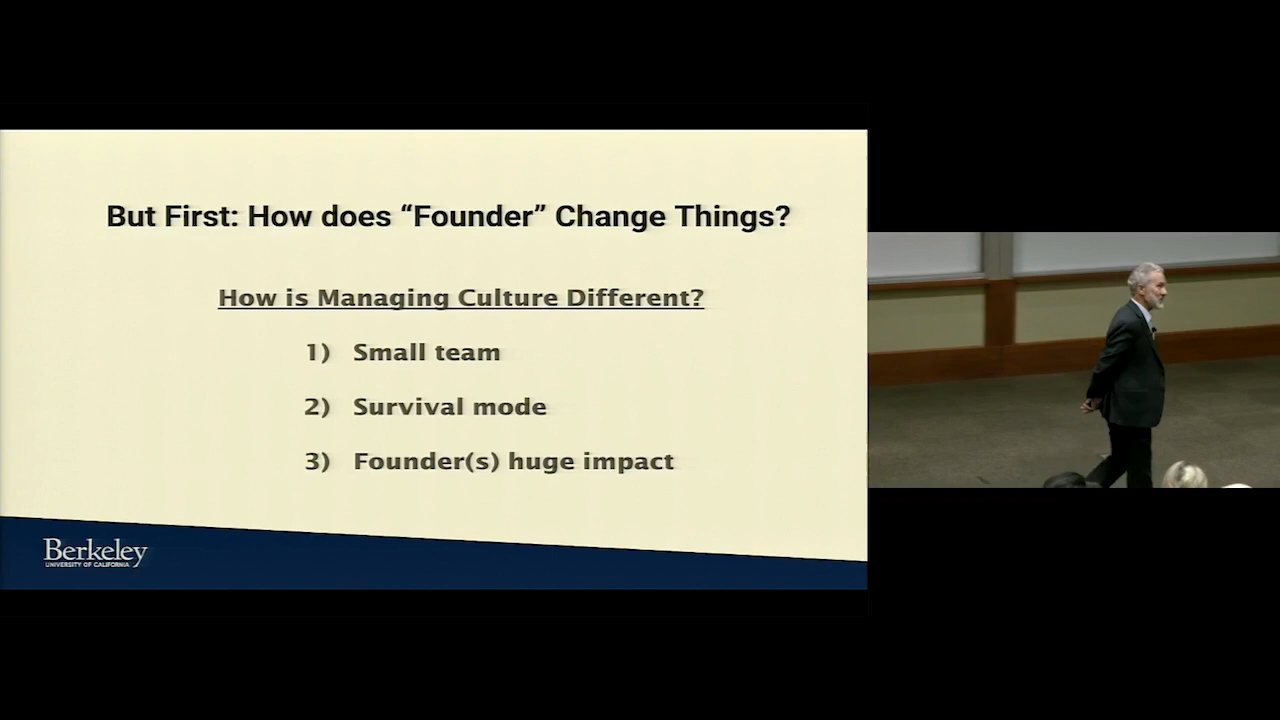 But First: How does “Founder” Change Things?
How is Managing Culture Different?
1) Small team
2) Survival mode
3) Founder(s) huge impact
Berkeley
UNIVERSITY OF CALIFORNIA